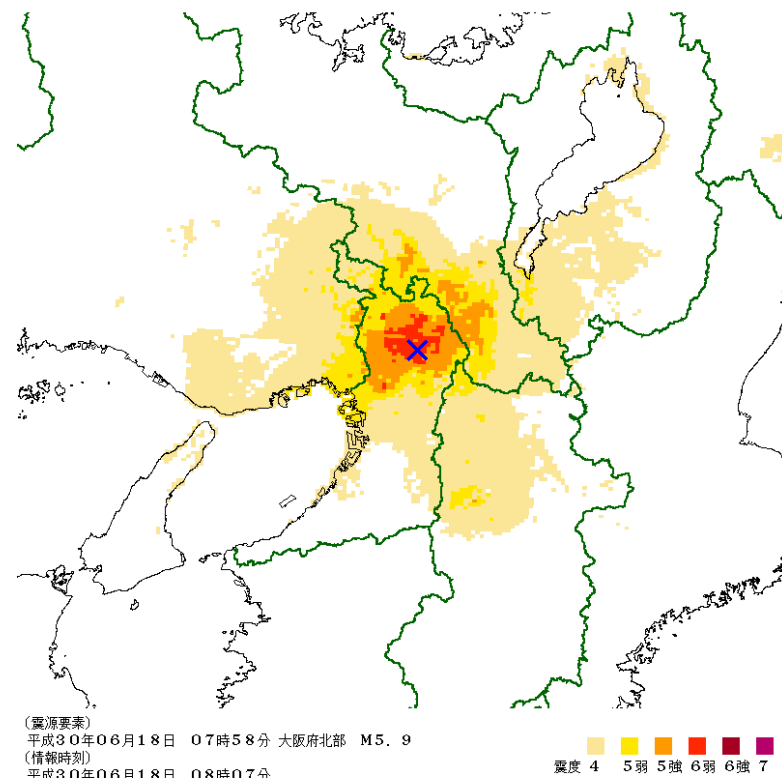 〔震源要素〕
平成３０年０６月１８日　０７時５８分 大阪府北部　Ｍ５．９
〔情報時刻〕
平成３０年０６月１８日　０８時０７分
震度 ４　５弱 ５強 ６弱 ６強 ７